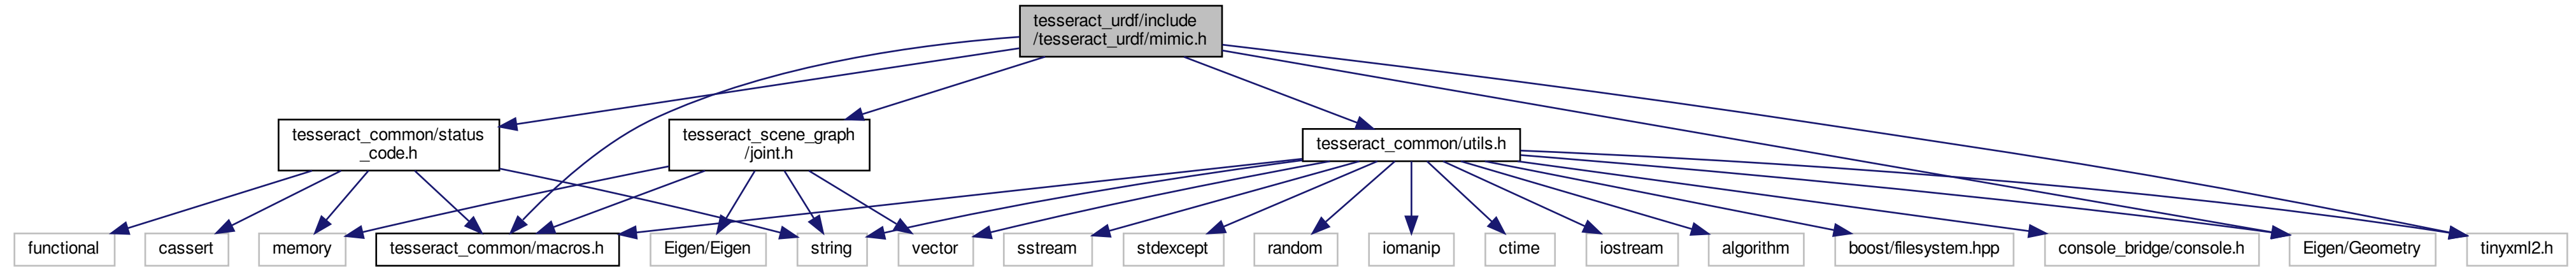 tesseract_urdf/include
/tesseract_urdf/mimic.h
tesseract_common/status
_code.h
tesseract_scene_graph
/joint.h
tesseract_common/utils.h
functional
cassert
memory
tesseract_common/macros.h
Eigen/Eigen
string
vector
sstream
stdexcept
random
iomanip
ctime
iostream
algorithm
boost/filesystem.hpp
console_bridge/console.h
Eigen/Geometry
tinyxml2.h